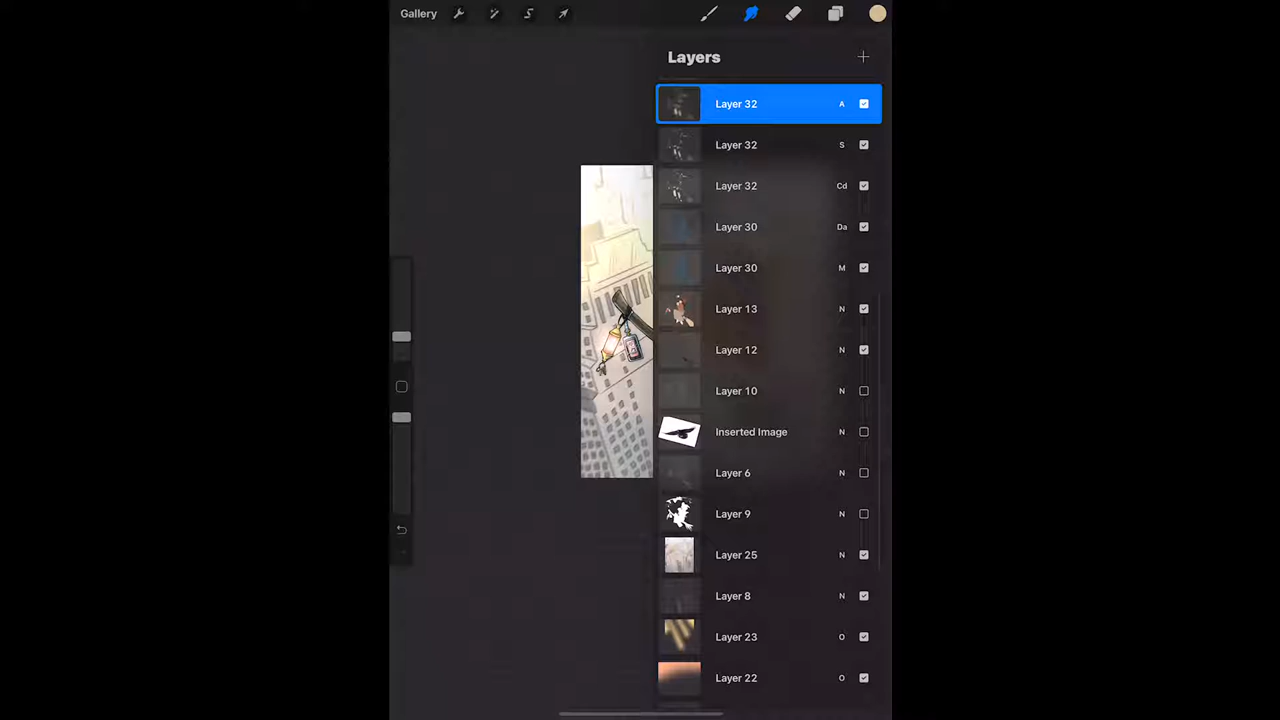 Gallery
Layers
Layer 32 A
Layer 32 S
Layer 32 Cd
Layer 30 Da
Layer 30 M
Layer 13 N
Layer 12 N
Layer 10 N
Inserted Image N
Layer 6 N
Layer 9 N
Layer 25 N
Layer 8 N
Layer 23 O
Layer 22 O